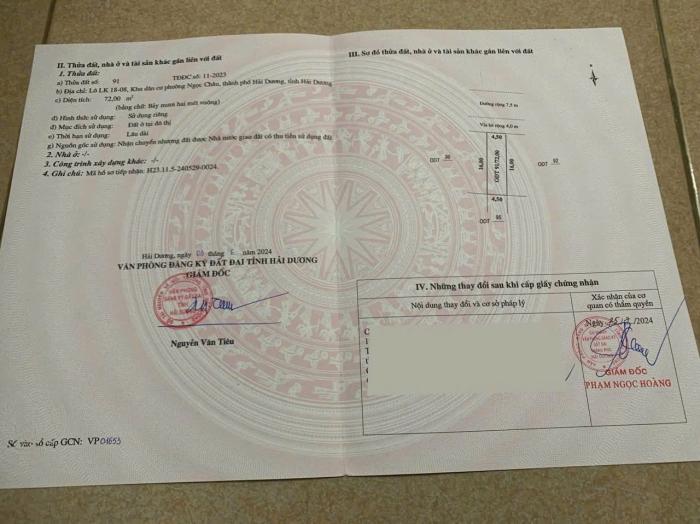 II. Thửa đất, nhà ở và tài sản khác gắn liền với đất
1. Thửa đất:
a) Thửa đất số: 91 TĐĐC số: 11-2023
b) Địa chỉ: Lô LK 18-08, Khu dân cư phường Ngọc Châu, thành phố Hải Dương, tỉnh Hải Dương
c) Diện tích: 72,00 m²
(bằng chữ: Bảy mươi hai mét vuông)
d) Hình thức sử dụng: Sử dụng riêng
đ) Mục đích sử dụng: Đất ở tại đô thị
e) Thời hạn sử dụng: Lâu dài
g) Nguồn gốc sử dụng: Nhận chuyển nhượng đất được Nhà nước giao đất có thu tiền sử dụng đất
2. Nhà ở: -/-
3. Công trình xây dựng khác: -/-
4. Ghi chú: Mã hồ sơ tiếp nhận: H23.11.5-240529-0024
Hải Dương, ngày tháng năm 2024
VĂN PHÒNG ĐĂNG KÝ ĐẤT ĐAI TỈNH HẢI DƯƠNG
GIÁM ĐỐC
Nguyễn Văn Tiêu
Số vào sổ cấp GCN: VP01653
III. Sơ đồ thửa đất, nhà ở và tài sản khác gắn liền với đất
Đường rộng 7,5 m
Vỉa hè rộng 4,0 m
4,50
ODT 90
16,00
ODT 91/72,00
16,00
ODT 92
4,50
ODT 95
IV. Những thay đổi sau khi cấp giấy chứng nhận
Nội dung thay đổi và cơ sở pháp lý
Xác nhận của cơ quan có thẩm quyền
Ngày /2024
GIÁM ĐỐC
PHẠM NGỌC HOÀNG